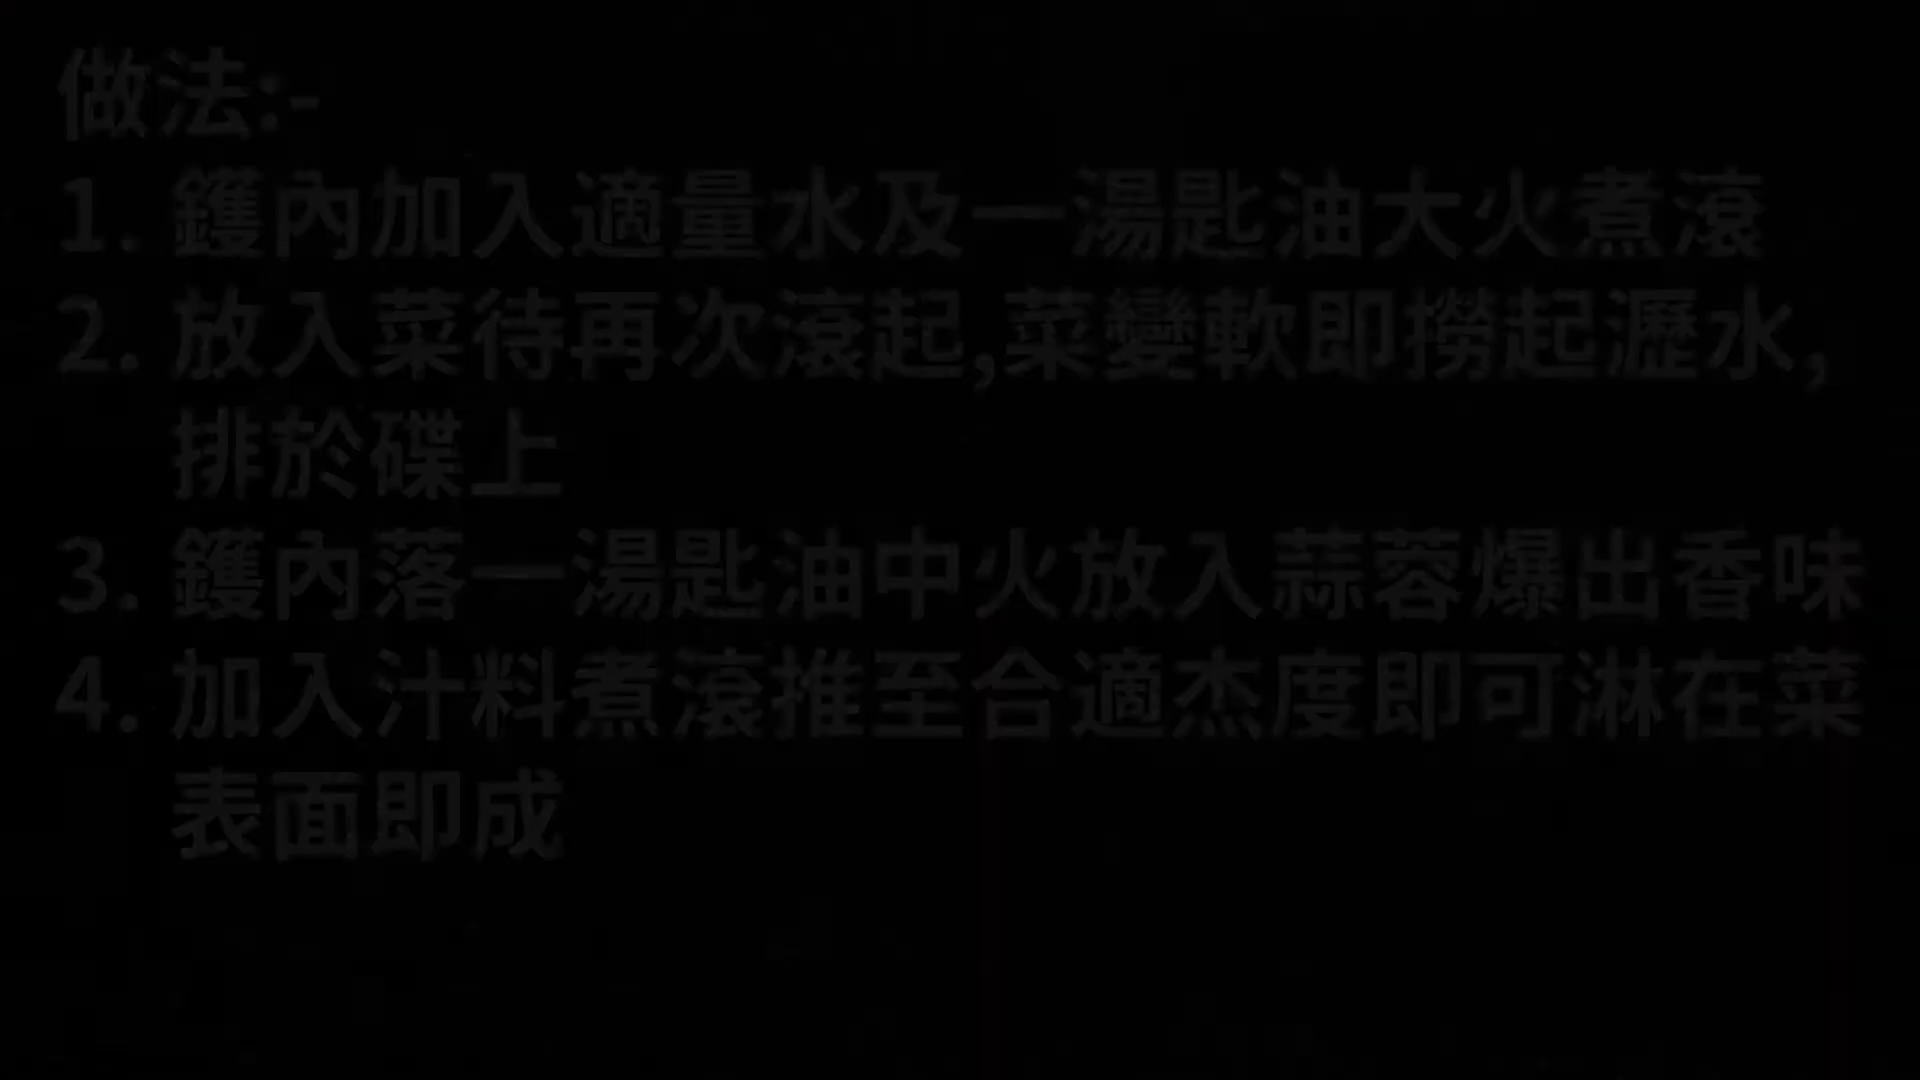 做法:-
1. 鑊內加入適量水及一湯匙油大火煮滾
2. 放入菜待再次滾起,菜變軟即撈起瀝水,
排於碟上
3. 鑊內落一湯匙油中火放入蒜蓉爆出香味
4. 加入汁料煮滾推至合適杰度即可淋在菜
表面即成